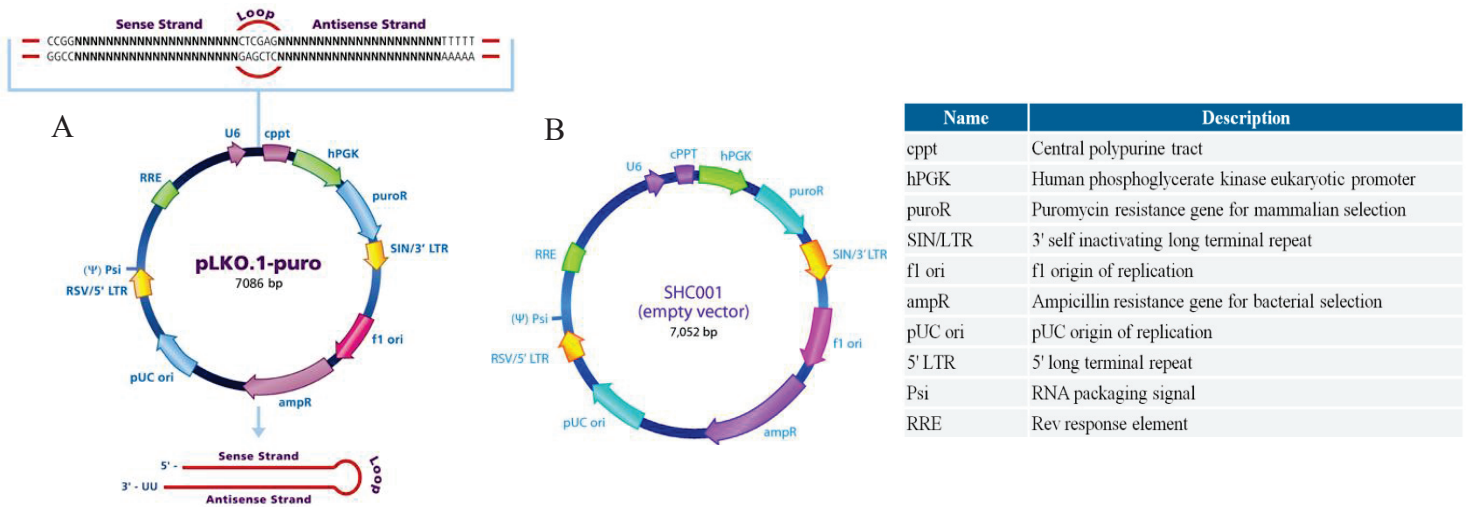 Loop
Sense Strand Antisense Strand
CCGGNNNNNNNNNNNNNNNNNNNNNCTCGAGNNNNNNNNNNNNNNNNNNNNNTTTTT
GGCCNNNNNNNNNNNNNNNNNNNNNGAGCTCNNNNNNNNNNNNNNNNNNNNNAAAAA
A
U6
cppt
hPGK
puroR
SIN/3' LTR
f1 ori
ampR
pUC ori
RSV/5' LTR
(Ψ) Psi
RRE
pLKO.1-puro
7086 bp
5' -
Sense Strand
Loop
3' - UU
Antisense Strand
B
U6
cPPT
hPGK
puroR
SIN/3' LTR
f1 ori
ampR
pUC ori
RSV/5' LTR
(Ψ) Psi
RRE
SHC001
(empty vector)
7,052 bp
Name Description
cppt Central polypurine tract
hPGK Human phosphoglycerate kinase eukaryotic promoter
puroR Puromycin resistance gene for mammalian selection
SIN/LTR 3' self inactivating long terminal repeat
f1 ori f1 origin of replication
ampR Ampicillin resistance gene for bacterial selection
pUC ori pUC origin of replication
5' LTR 5' long terminal repeat
Psi RNA packaging signal
RRE Rev response element